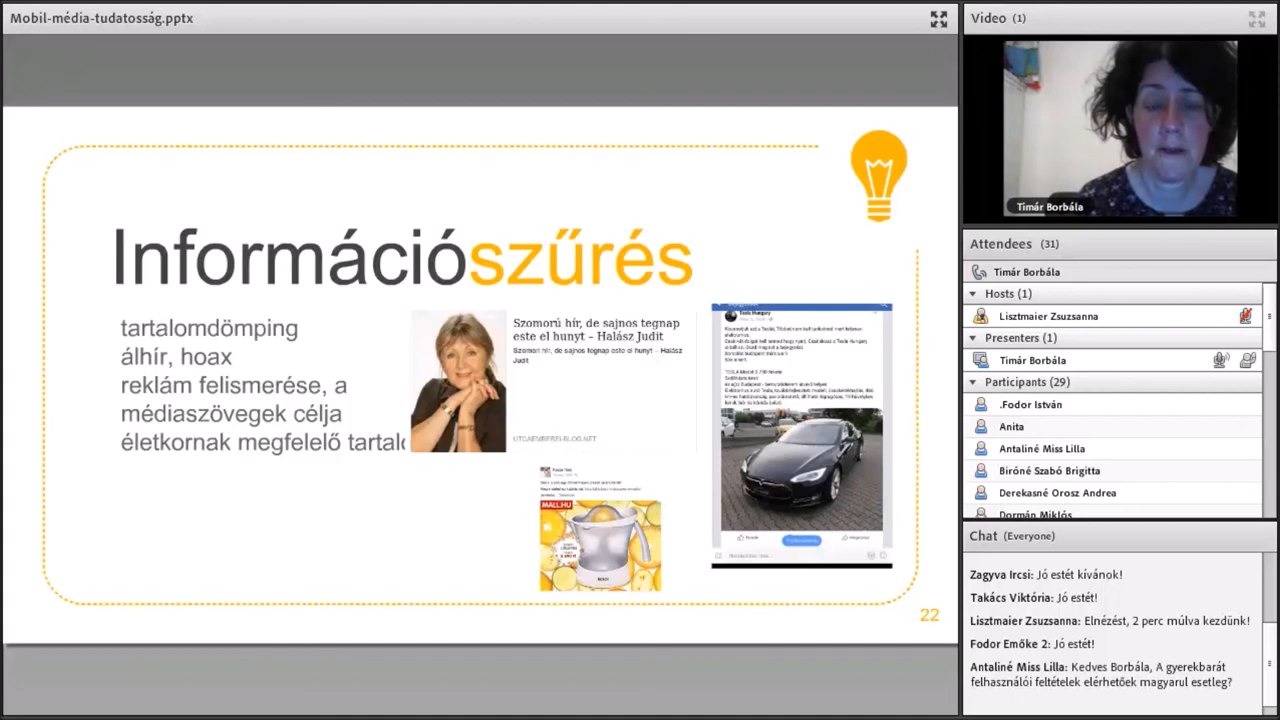 Mobil-média-tudatosság.pptx
Információszűrés
tartalomdömping
álhír, hoax
reklám felismerése, a
médiaszövegek célja
életkornak megfelelő tartalo
Szomorú hír, de sajnos tegnap
este el hunyt – Halász Judit
Szomorú hír, de sajnos tegnap este el hunyt – Halász
Judit
UTCAEMBEREI-BLOG.NET
MALL.HU
Tesla Hungary
22
Video (1)
Tímár Borbála
Attendees (31)
Tímár Borbála
Hosts (1)
Lisztmaier Zsuzsanna
Presenters (1)
Tímár Borbála
Participants (29)
.Fodor István
Anita
Antaliné Miss Lilla
Biróné Szabó Brigitta
Derekasné Orosz Andrea
Dormán Miklós
Chat (Everyone)
Zagyva Ircsi: Jó estét kívánok!
Takács Viktória: Jó estét!
Lisztmaier Zsuzsanna: Elnézést, 2 perc múlva kezdünk!
Fodor Emőke 2: Jó estét!
Antaliné Miss Lilla: Kedves Borbála, A gyerekbarát
felhasználói feltételek elérhetőek magyarul esetleg?